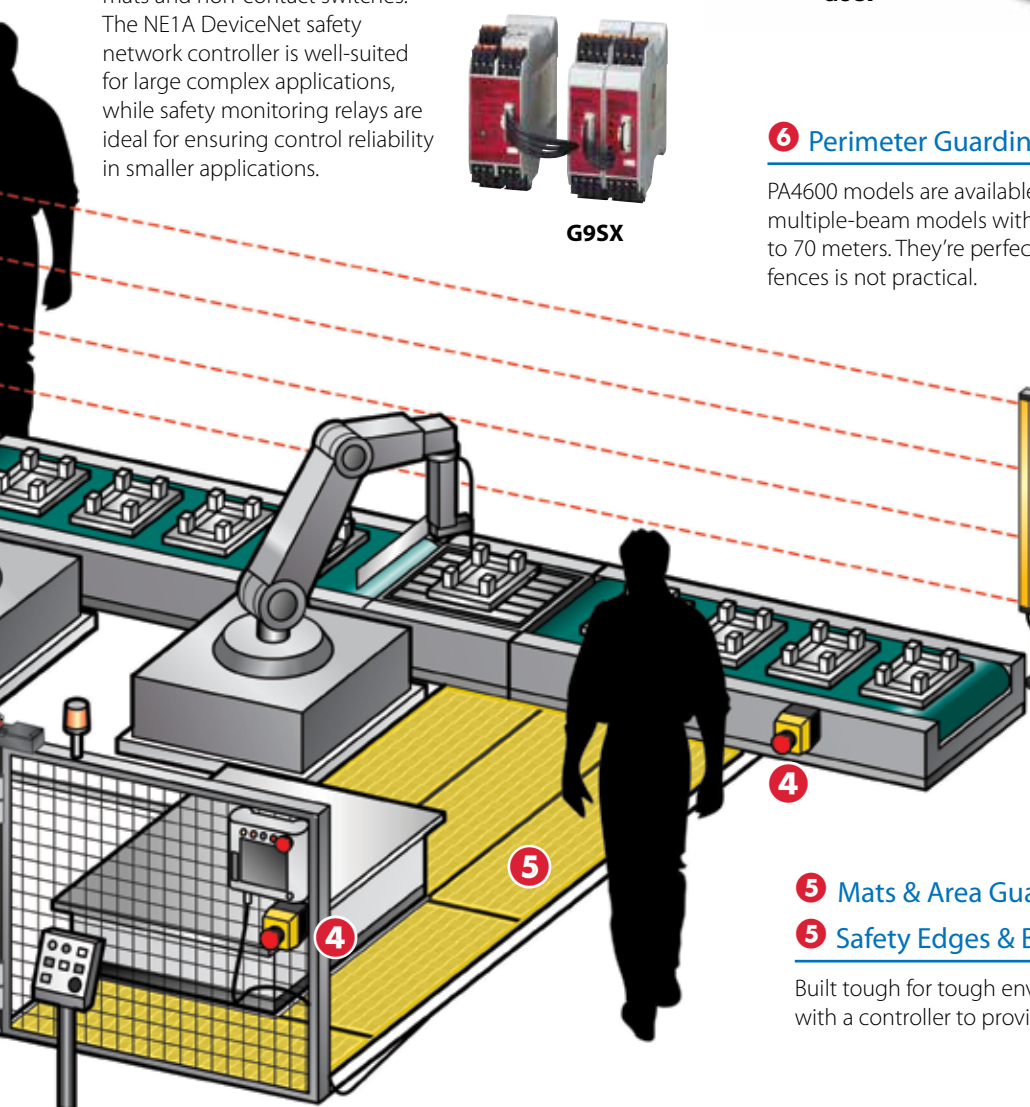 mats and non-contact switches.
The NE1A DeviceNet safety
network controller is well-suited
for large complex applications,
while safety monitoring relays are
ideal for ensuring control reliability
in smaller applications.
G9SX
6 Perimeter Guardin
PA4600 models are available
multiple-beam models with
to 70 meters. They're perfec
fences is not practical.
4
5
4
5 Mats & Area Gua
5 Safety Edges & B
Built tough for tough env
with a controller to provi